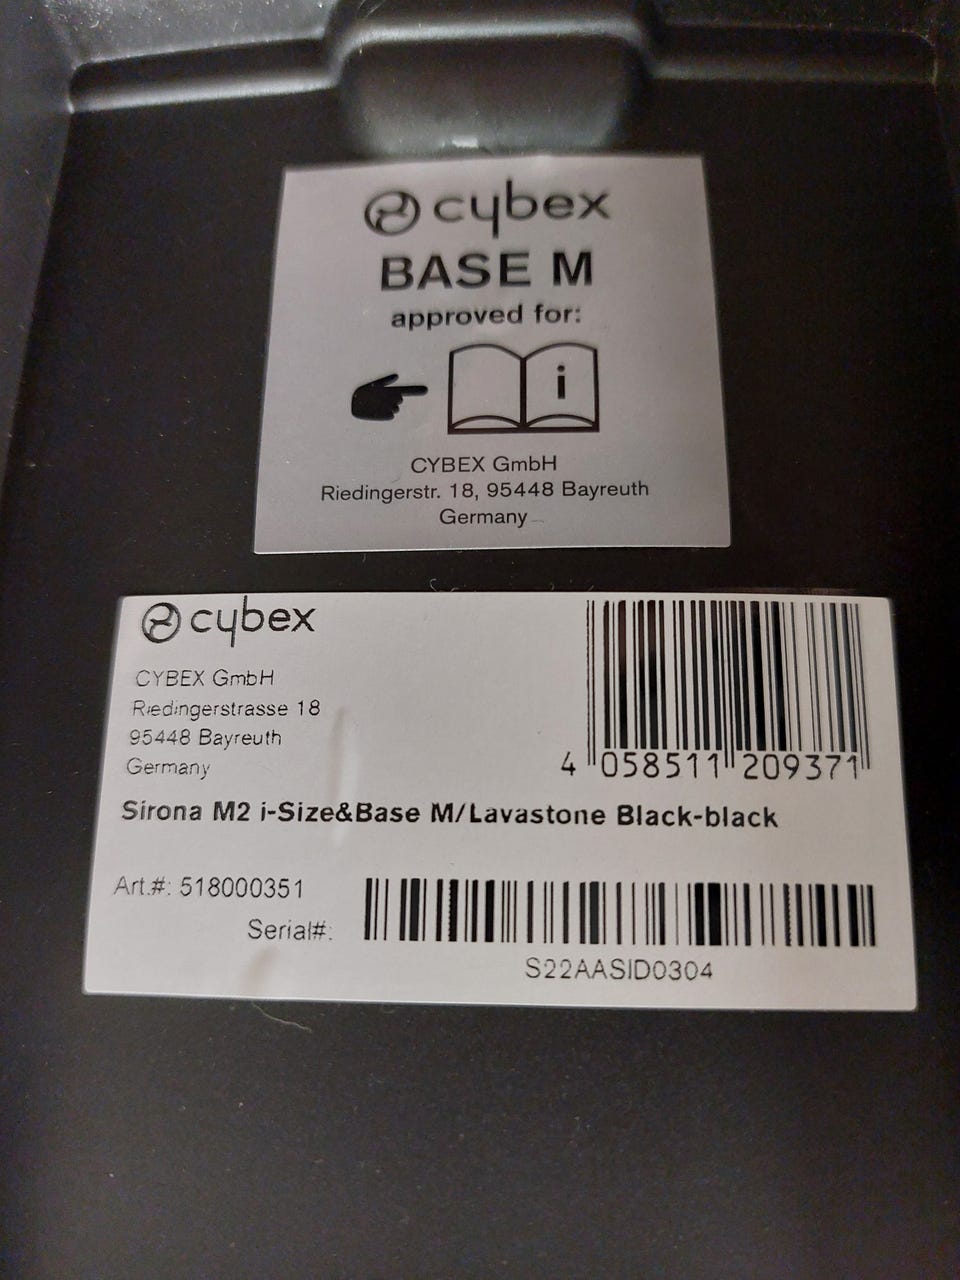 cybex
BASE M
approved for:
i
CYBEX GmbH
Riedingerstr. 18, 95448 Bayreuth
Germany
cybex
CYBEX GmbH
Riedingerstrasse 18
95448 Bayreuth
Germany
4 058511 209371
Sirona M2 i-Size&Base M/Lavastone Black-black
Art.#: 518000351
Serial#:
S22AASID0304